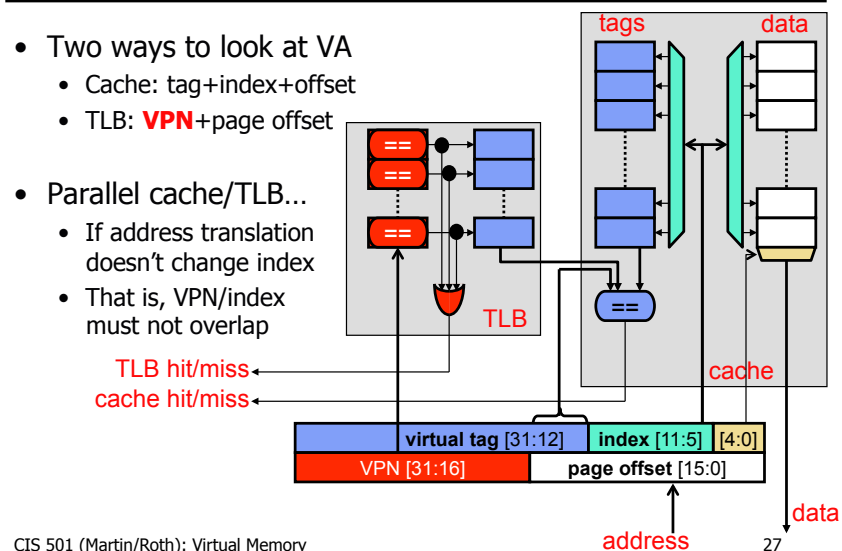 • Two ways to look at VA
• Cache: tag+index+offset
• TLB: VPN+page offset
• Parallel cache/TLB…
• If address translation
doesn't change index
• That is, VPN/index
must not overlap
tags
data
==
==
==
TLB
==
cache
TLB hit/miss
cache hit/miss
virtual tag [31:12]
index [11:5]
[4:0]
VPN [31:16]
page offset [15:0]
address
data
CIS 501 (Martin/Roth): Virtual Memory
27